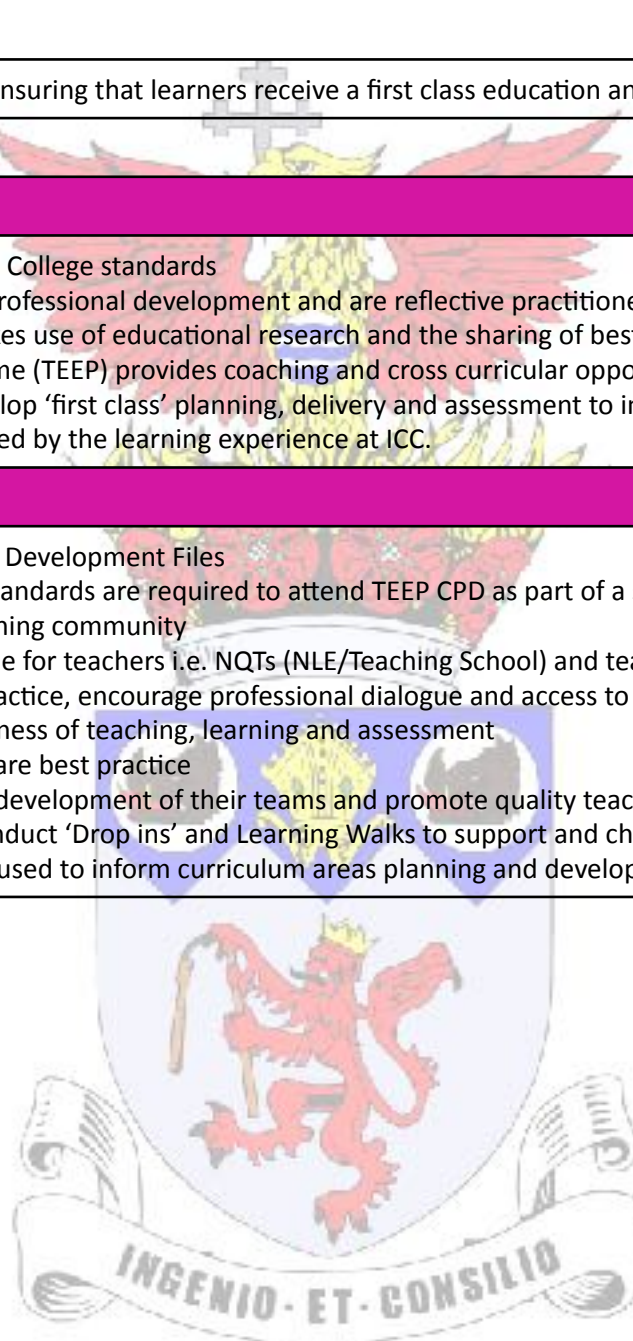 nsuring that learners receive a first class education an
College standards
rofessional development and are reflective practitione
es use of educational research and the sharing of best
me (TEEP) provides coaching and cross curricular oppo
lop ‘first class’ planning, delivery and assessment to i
ed by the learning experience at ICC.
Development Files
andards are required to attend TEEP CPD as part of a
ning community
e for teachers i.e. NQTs (NLE/Teaching School) and tea
actice, encourage professional dialogue and access to
ness of teaching, learning and assessment
are best practice
development of their teams and promote quality teac
nduct ‘Drop ins’ and Learning Walks to support and ch
used to inform curriculum areas planning and develop
INGENIO · ET · CONSILIO